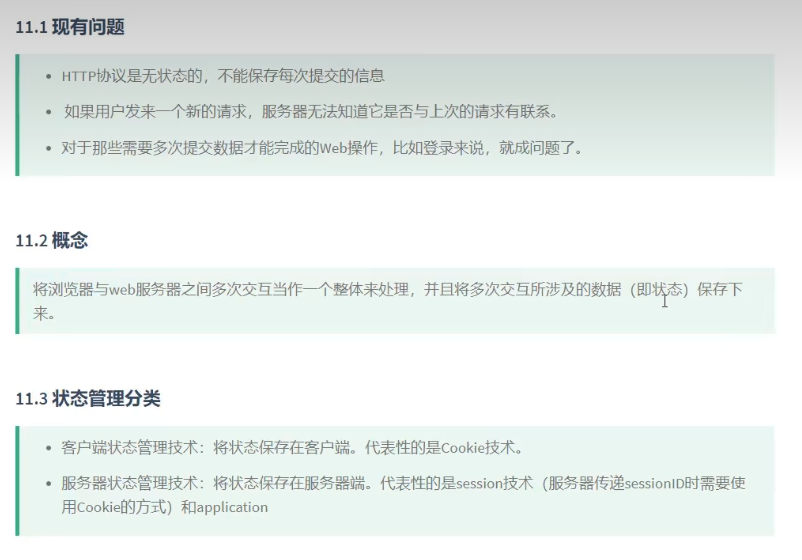 11.1 现有问题
HTTP协议是无状态的，不能保存每次提交的信息
如果用户发来一个新的请求，服务器无法知道它是否与上次的请求有联系。
对于那些需要多次提交数据才能完成的Web操作，比如登录来说，就成问题了。
11.2 概念
将浏览器与web服务器之间多次交互当作一个整体来处理，并且将多次交互所涉及的数据（即状态）保存下
来。
11.3 状态管理分类
客户端状态管理技术：将状态保存在客户端。代表性的是Cookie技术。
服务器状态管理技术：将状态保存在服务器端。代表性的是session技术（服务器传递sessionID时需要使
用Cookie的方式）和application